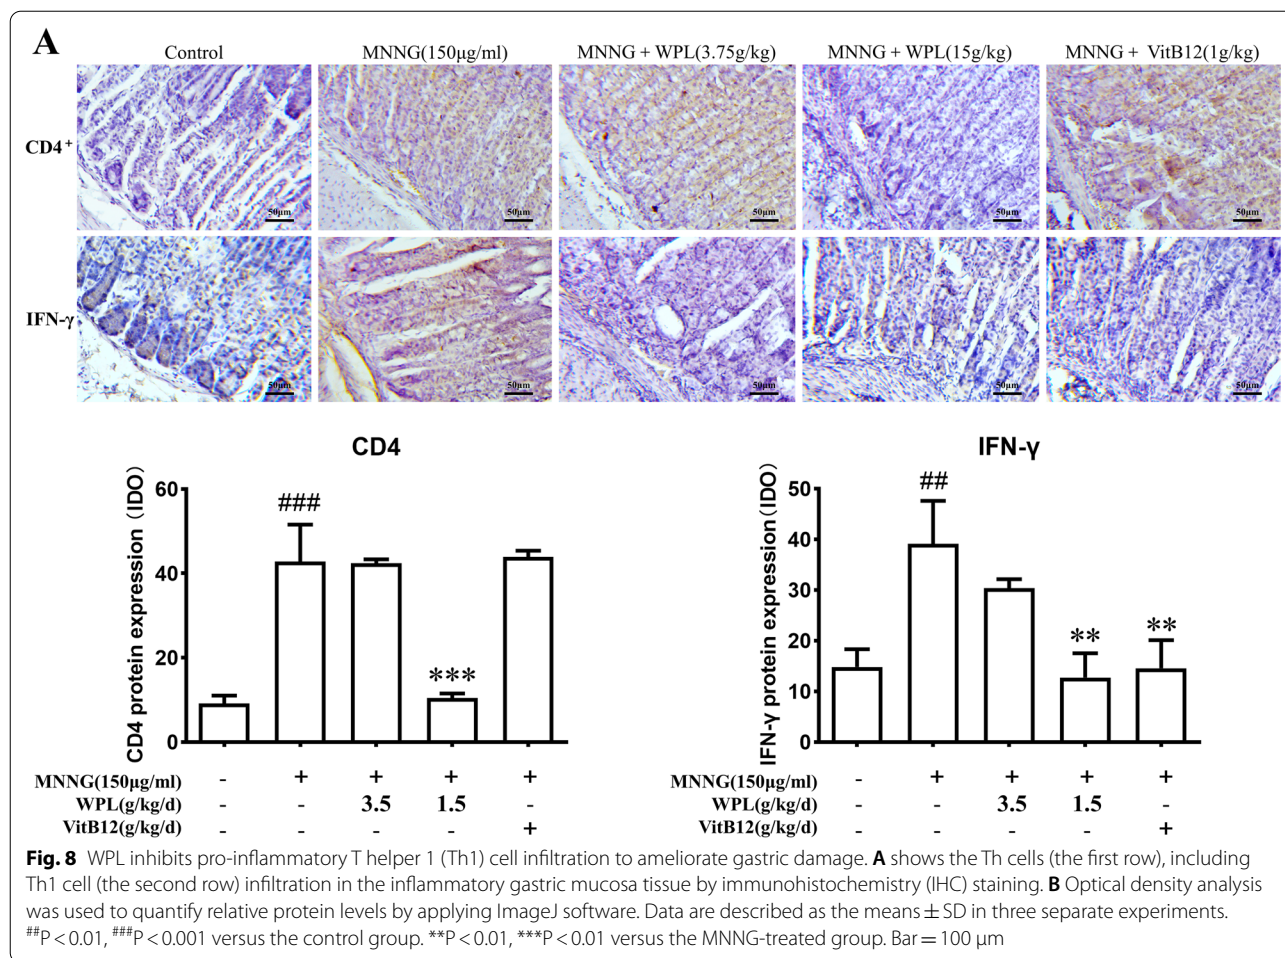 A
Control MNNG(150μg/ml) MNNG + WPL(3.75g/kg) MNNG + WPL(15g/kg) MNNG + VitB12(1g/kg)
CD4+
50μm 50μm 50μm 50μm 50μm
IFN-γ
50μm 50μm 50μm 50μm 50μm
CD4
CD4 protein expression (IDO)
60
40
20
0
###
***
MNNG(150μg/ml) - + + + +
WPL(g/kg/d) - - 3.5 1.5 -
VitB12(g/kg/d) - - - - +
IFN-γ
IFN-γ protein expression (IDO)
50
40
30
20
10
0
##
**
**
MNNG(150μg/ml) - + + + +
WPL(g/kg/d) - - 3.5 1.5 -
VitB12(g/kg/d) - - - - +
Fig. 8 WPL inhibits pro-inflammatory T helper 1 (Th1) cell infiltration to ameliorate gastric damage. A shows the Th cells (the first row), including
Th1 cell (the second row) infiltration in the inflammatory gastric mucosa tissue by immunohistochemistry (IHC) staining. B Optical density analysis
was used to quantify relative protein levels by applying ImageJ software. Data are described as the means ± SD in three separate experiments.
##P < 0.01, ###P < 0.001 versus the control group. **P < 0.01, ***P < 0.01 versus the MNNG-treated group. Bar = 100 μm